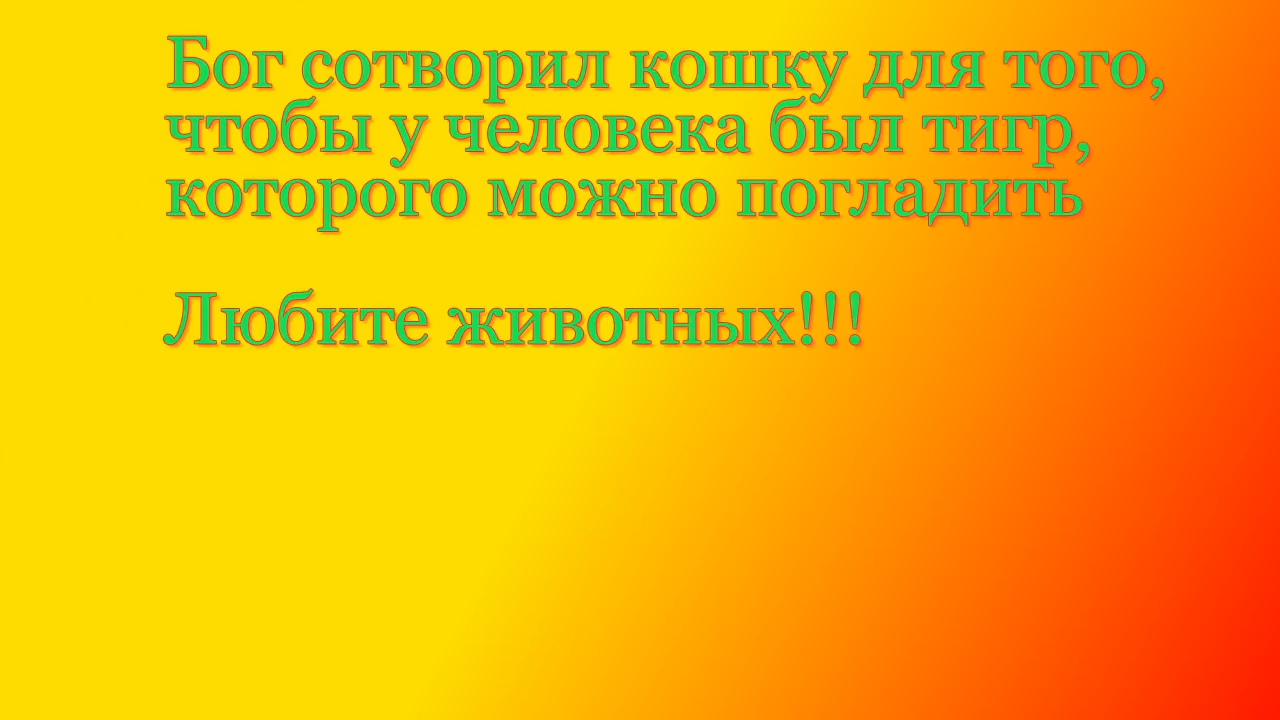 Бог сотворил кошку для того,
чтобы у человека был тигр,
которого можно погладить
Любите животных!!!